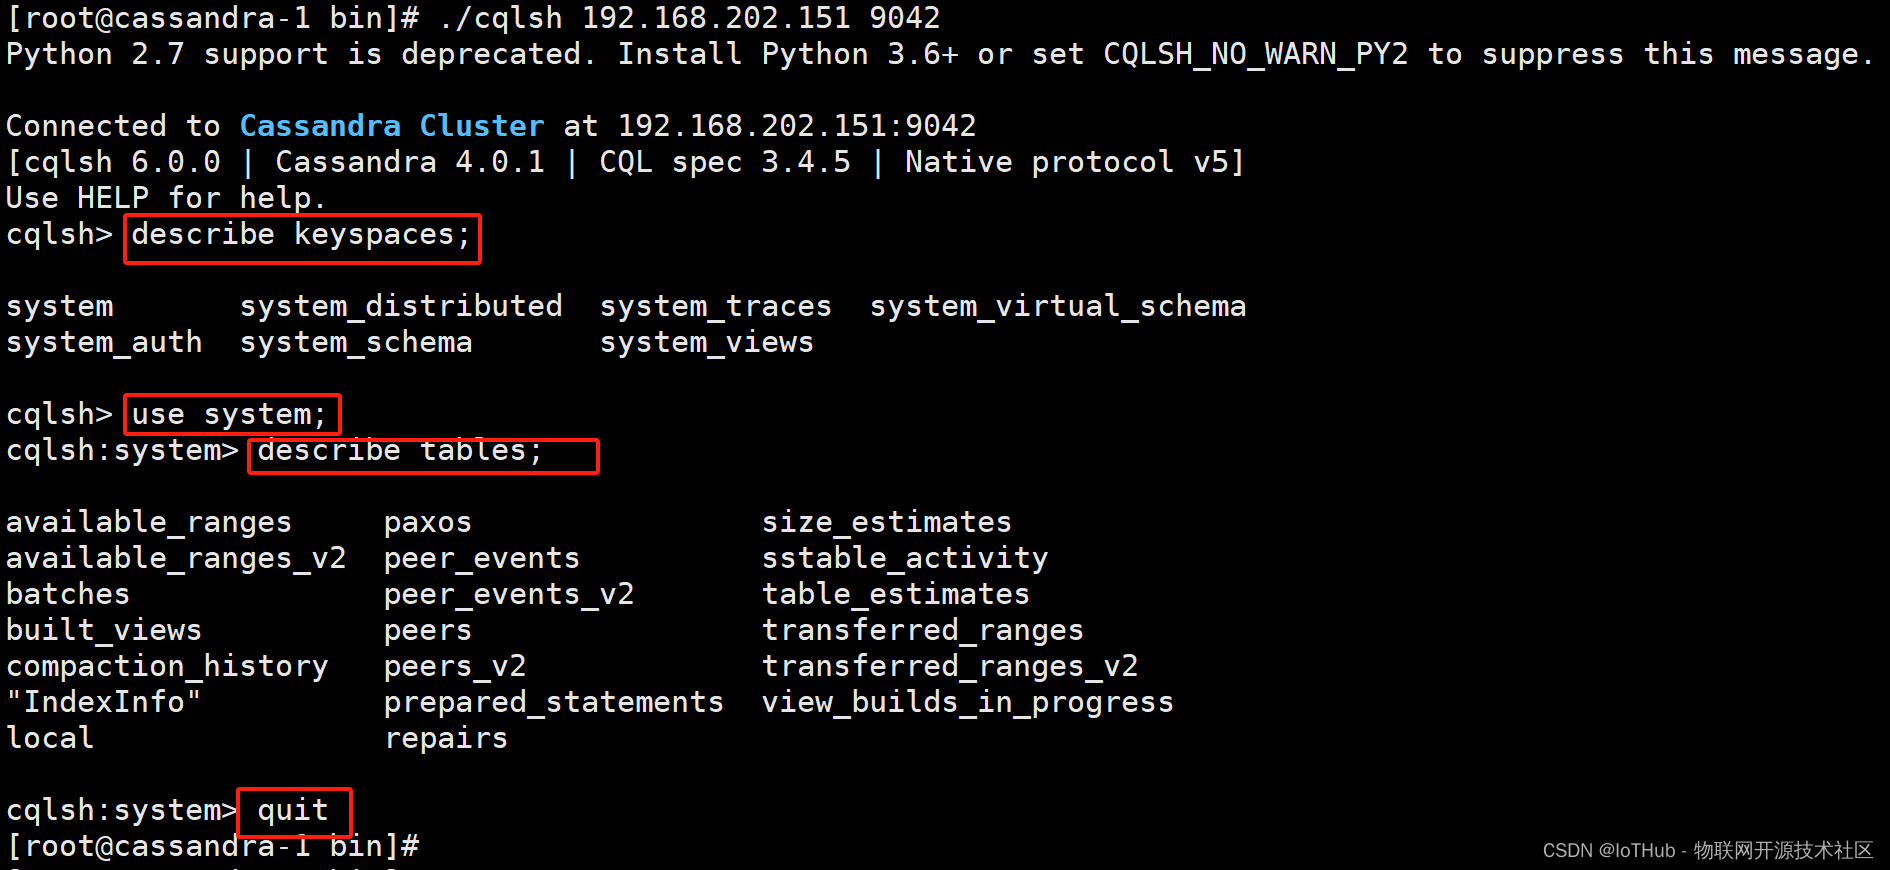 [root@cassandra-1 bin]# ./cqlsh 192.168.202.151 9042
Python 2.7 support is deprecated. Install Python 3.6+ or set CQLSH_NO_WARN_PY2 to suppress this message.
Connected to Cassandra Cluster at 192.168.202.151:9042
[cqlsh 6.0.0 | Cassandra 4.0.1 | CQL spec 3.4.5 | Native protocol v5]
Use HELP for help.
cqlsh> describe keyspaces;
system       system_distributed  system_traces  system_virtual_schema
system_auth  system_schema       system_views
cqlsh> use system;
cqlsh:system> describe tables;
available_ranges     paxos                size_estimates
available_ranges_v2  peer_events          sstable_activity
batches              peer_events_v2       table_estimates
built_views          peers                transferred_ranges
compaction_history   peers_v2             transferred_ranges_v2
"IndexInfo"          prepared_statements  view_builds_in_progress
local                repairs
cqlsh:system> quit
[root@cassandra-1 bin]#
CSDN @IoTHub - 物联网开源技术社区